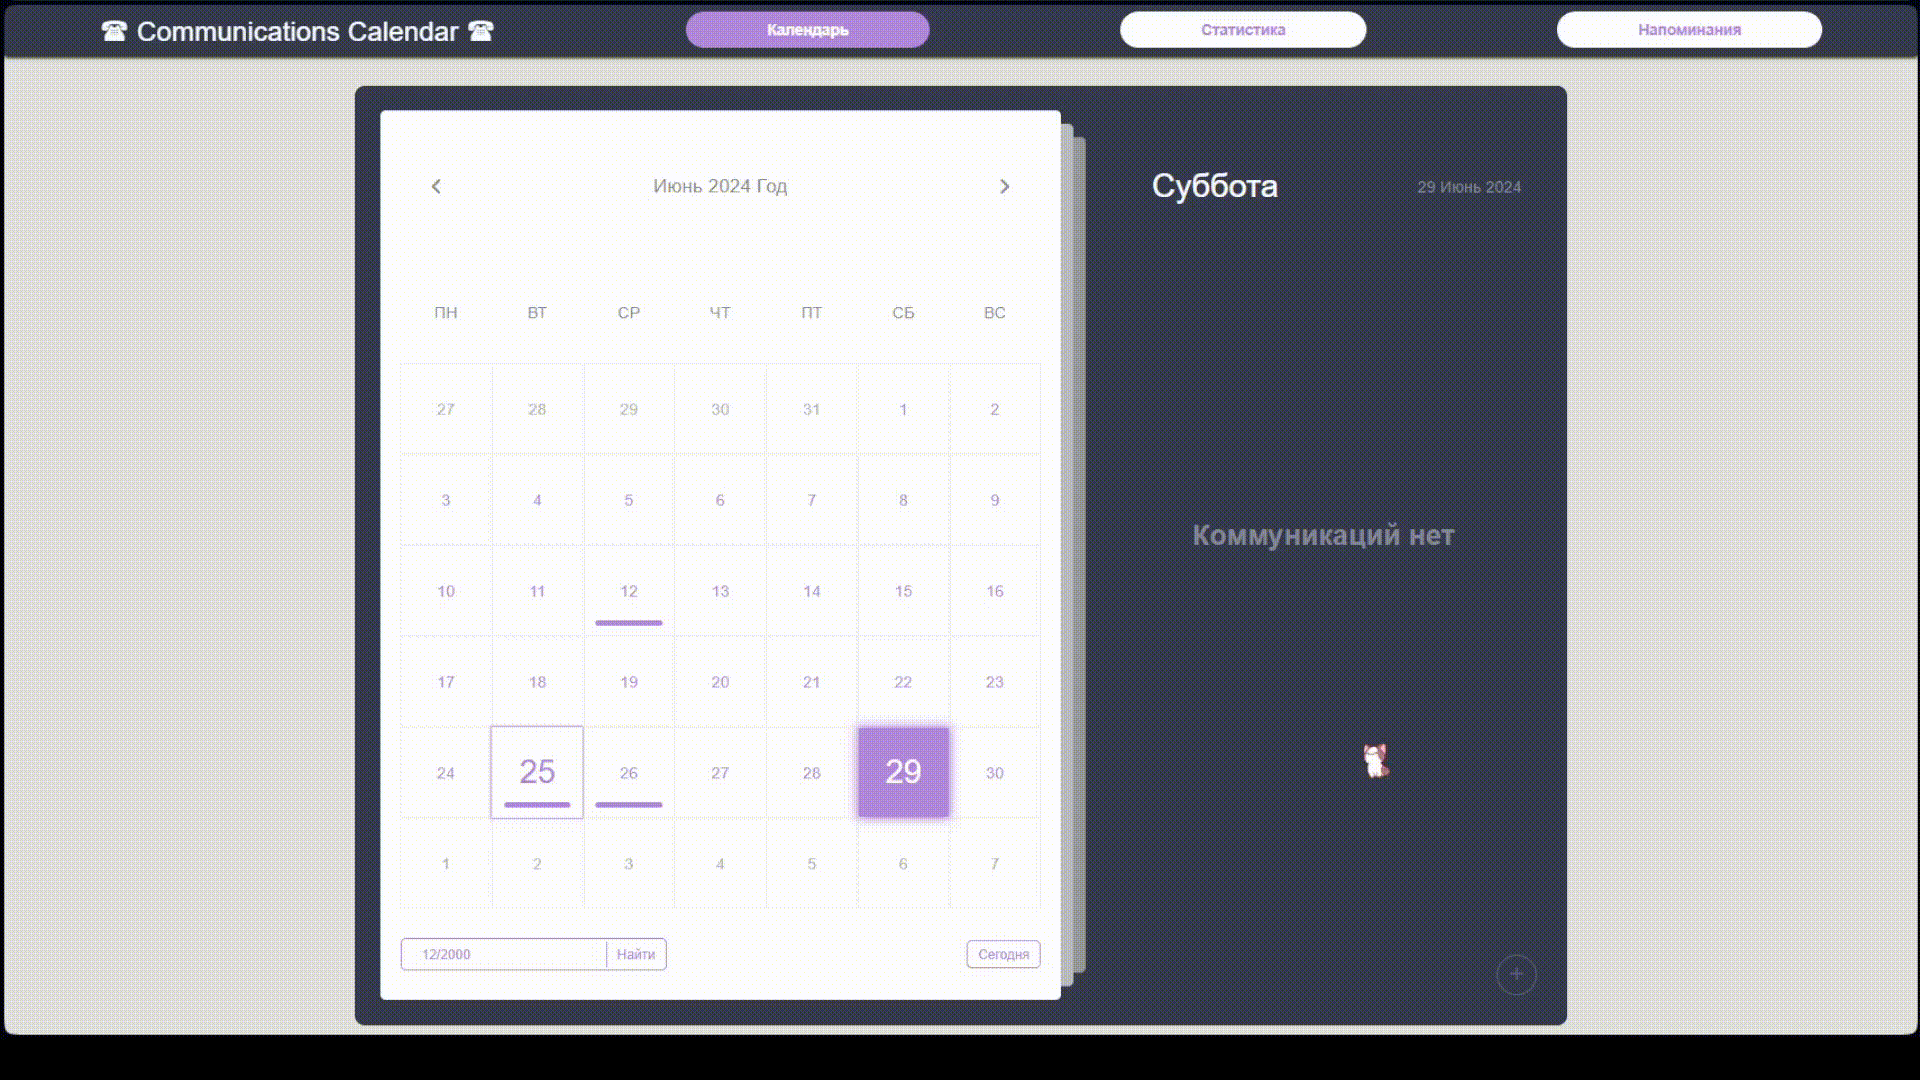 ☎ Communications Calendar ☎
Календарь
Статистика
Напоминания
Июнь 2024 Год
ПН ВТ СР ЧТ ПТ СБ ВС
27 28 29 30 31 1 2
3 4 5 6 7 8 9
10 11 12 13 14 15 16
17 18 19 20 21 22 23
24 25 26 27 28 29 30
1 2 3 4 5 6 7
12/2000 Найти
Сегодня
Суббота
29 Июнь 2024
Коммуникаций нет
+